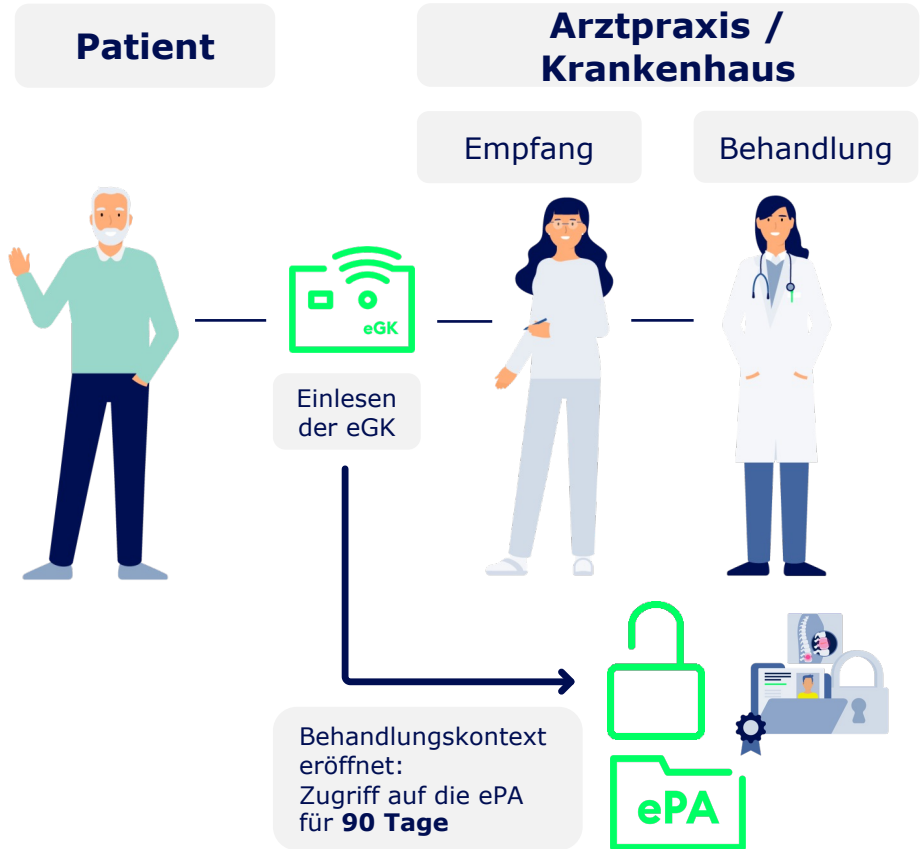 Patient
Arztpraxis /
Krankenhaus
Empfang
Behandlung
eGK
Einlesen
der eGK
Behandlungskontext
eröffnet:
Zugriff auf die ePA
für 90 Tage
ePA